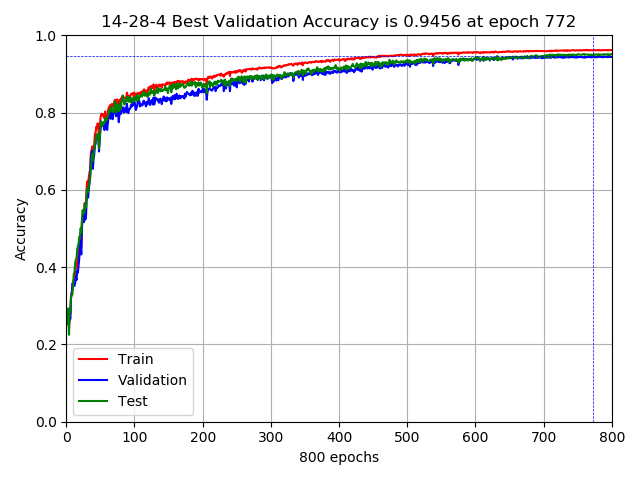 14-28-4 Best Validation Accuracy is 0.9456 at epoch 772
1.0
0.8
0.6
0.4
0.2
0.0
Accuracy
Train
Validation
Test
0 100 200 300 400 500 600 700 800
800 epochs